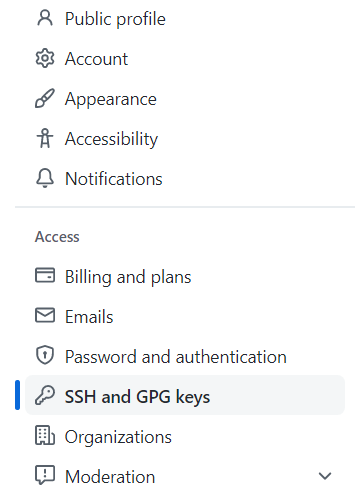 Public profile
Account
Appearance
Accessibility
Notifications
Access
Billing and plans
Emails
Password and authentication
SSH and GPG keys
Organizations
Moderation